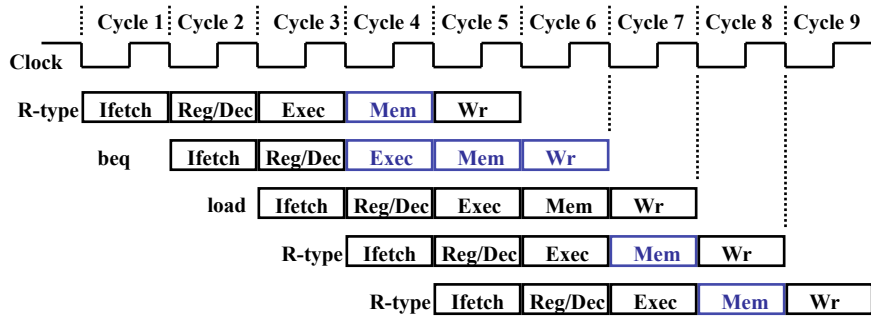 Cycle 1 Cycle 2 Cycle 3 Cycle 4 Cycle 5 Cycle 6 Cycle 7 Cycle 8 Cycle 9
Clock
R-type Ifetch Reg/Dec Exec Mem Wr
beq Ifetch Reg/Dec Exec Mem Wr
load Ifetch Reg/Dec Exec Mem Wr
R-type Ifetch Reg/Dec Exec Mem Wr
R-type Ifetch Reg/Dec Exec Mem Wr